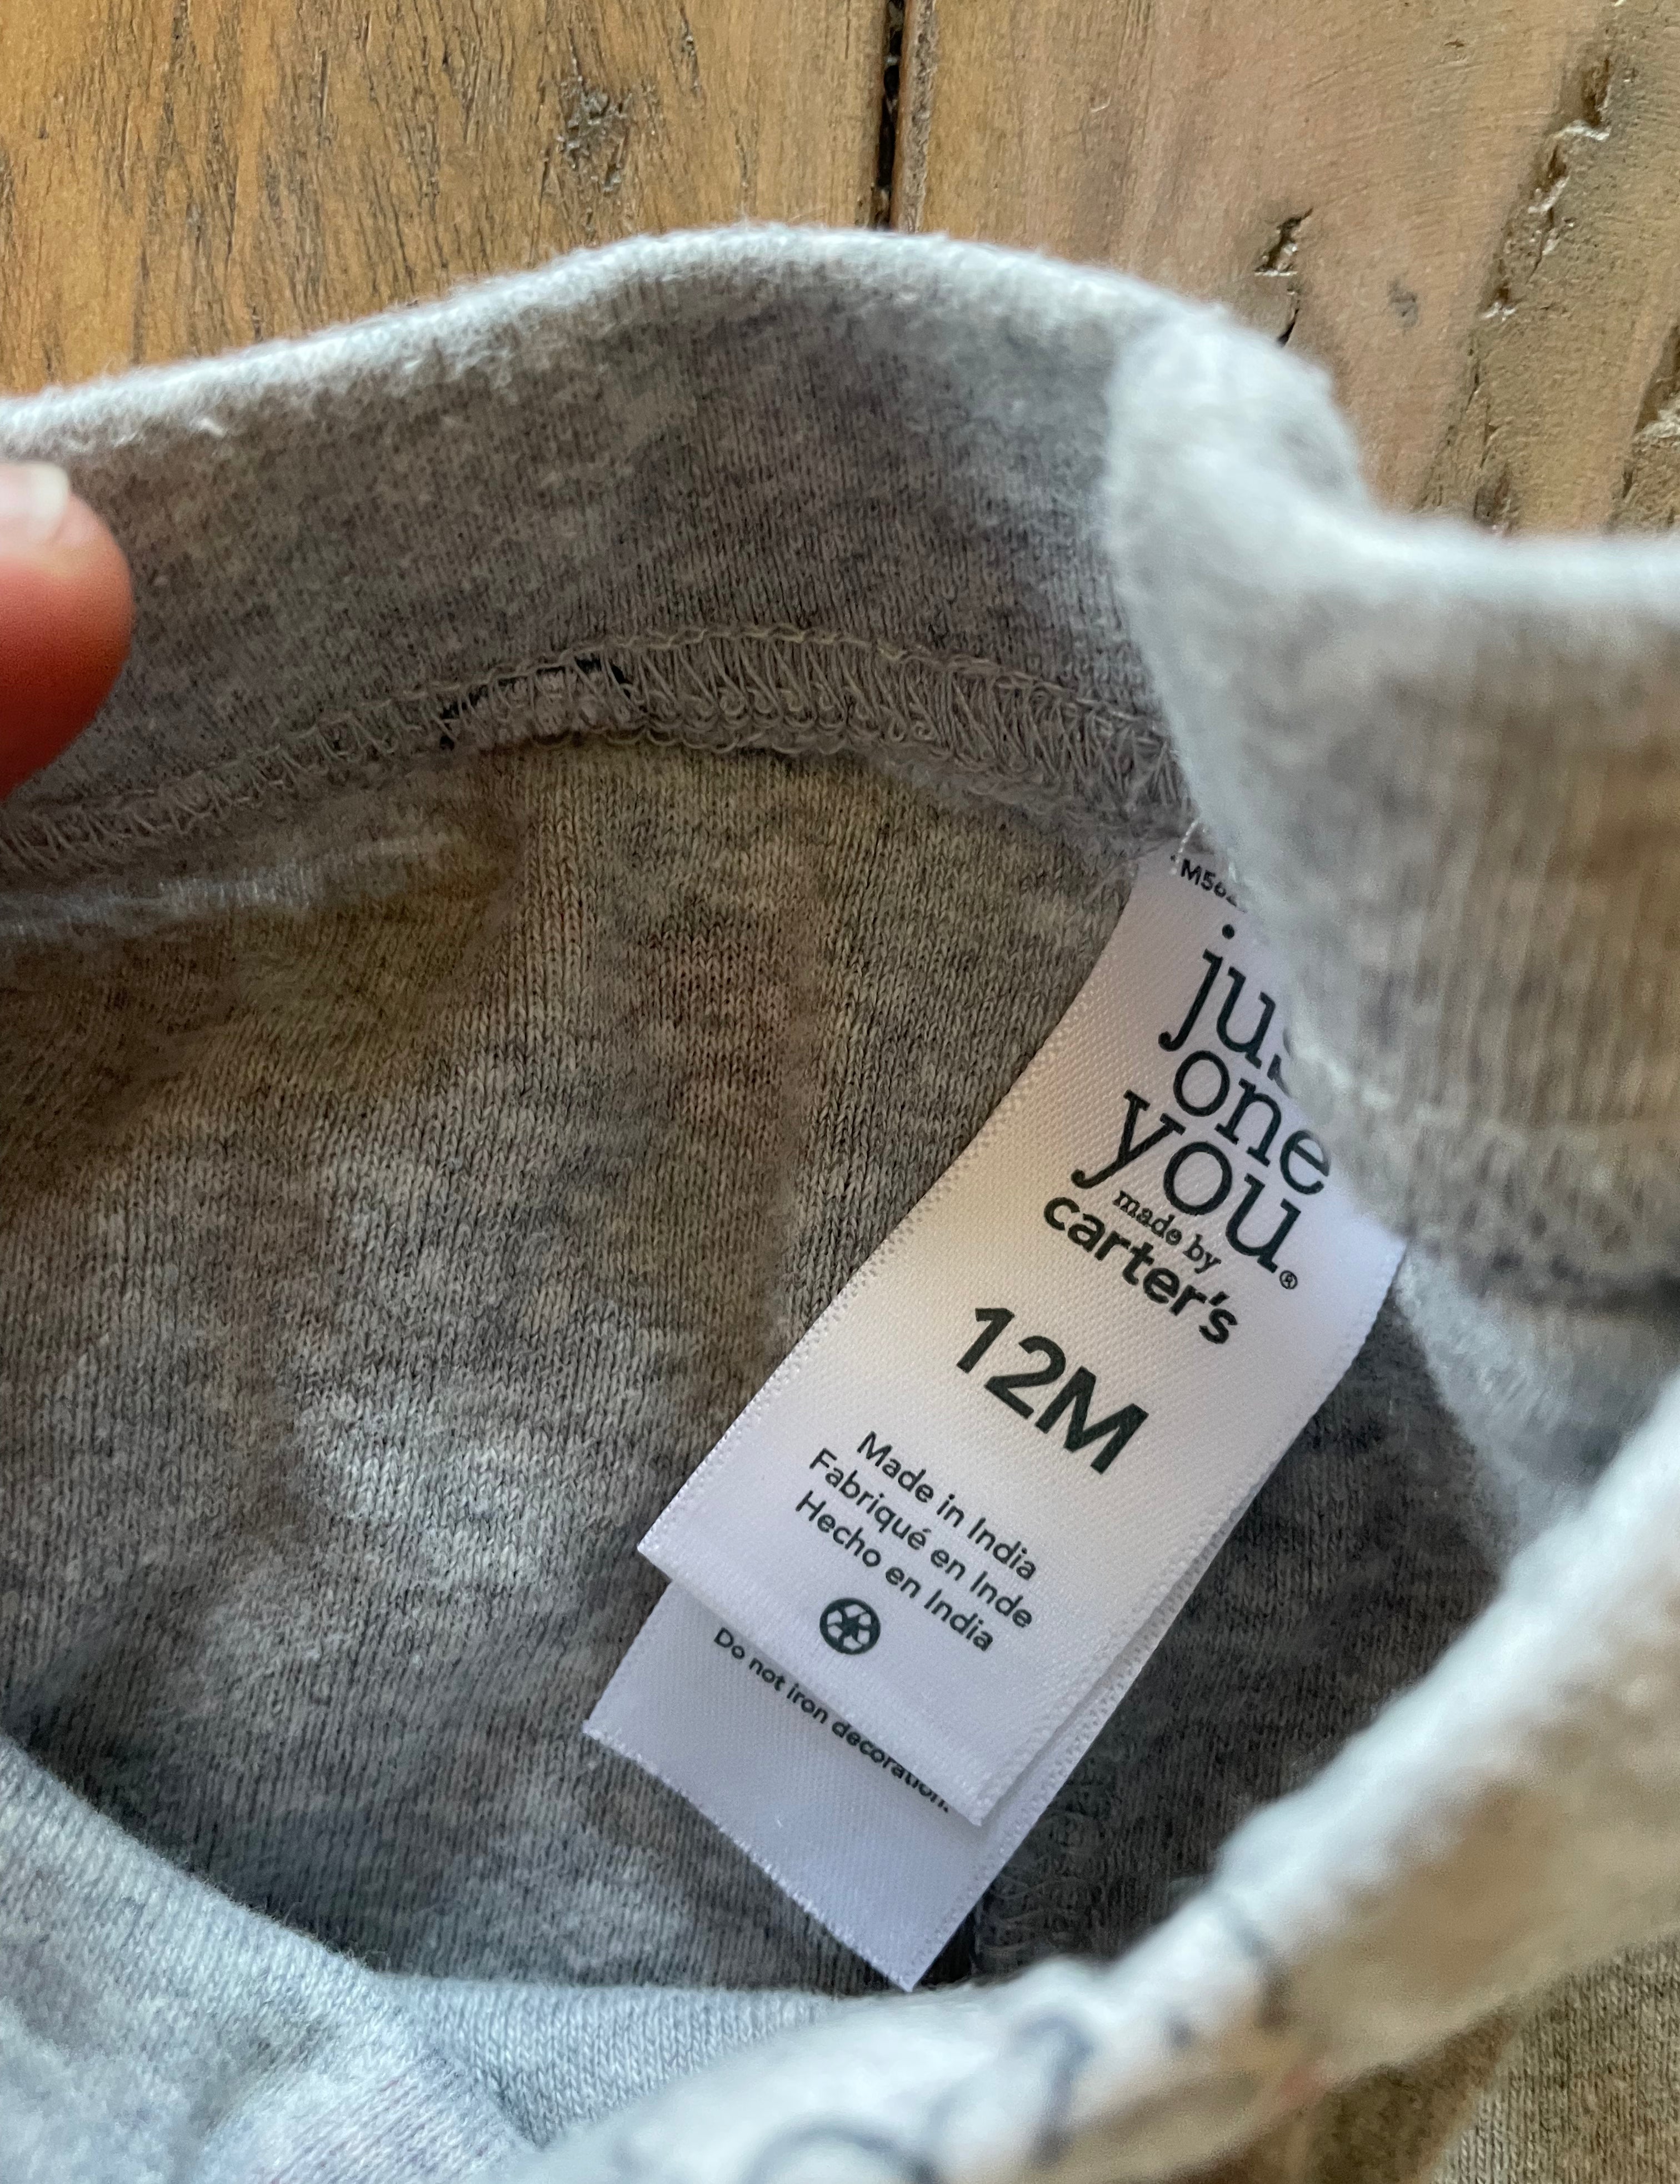 one
you®
made by
carter's
12M
Made in India
Fabriqué en Inde
Hecho en India
Do not iron decoration.